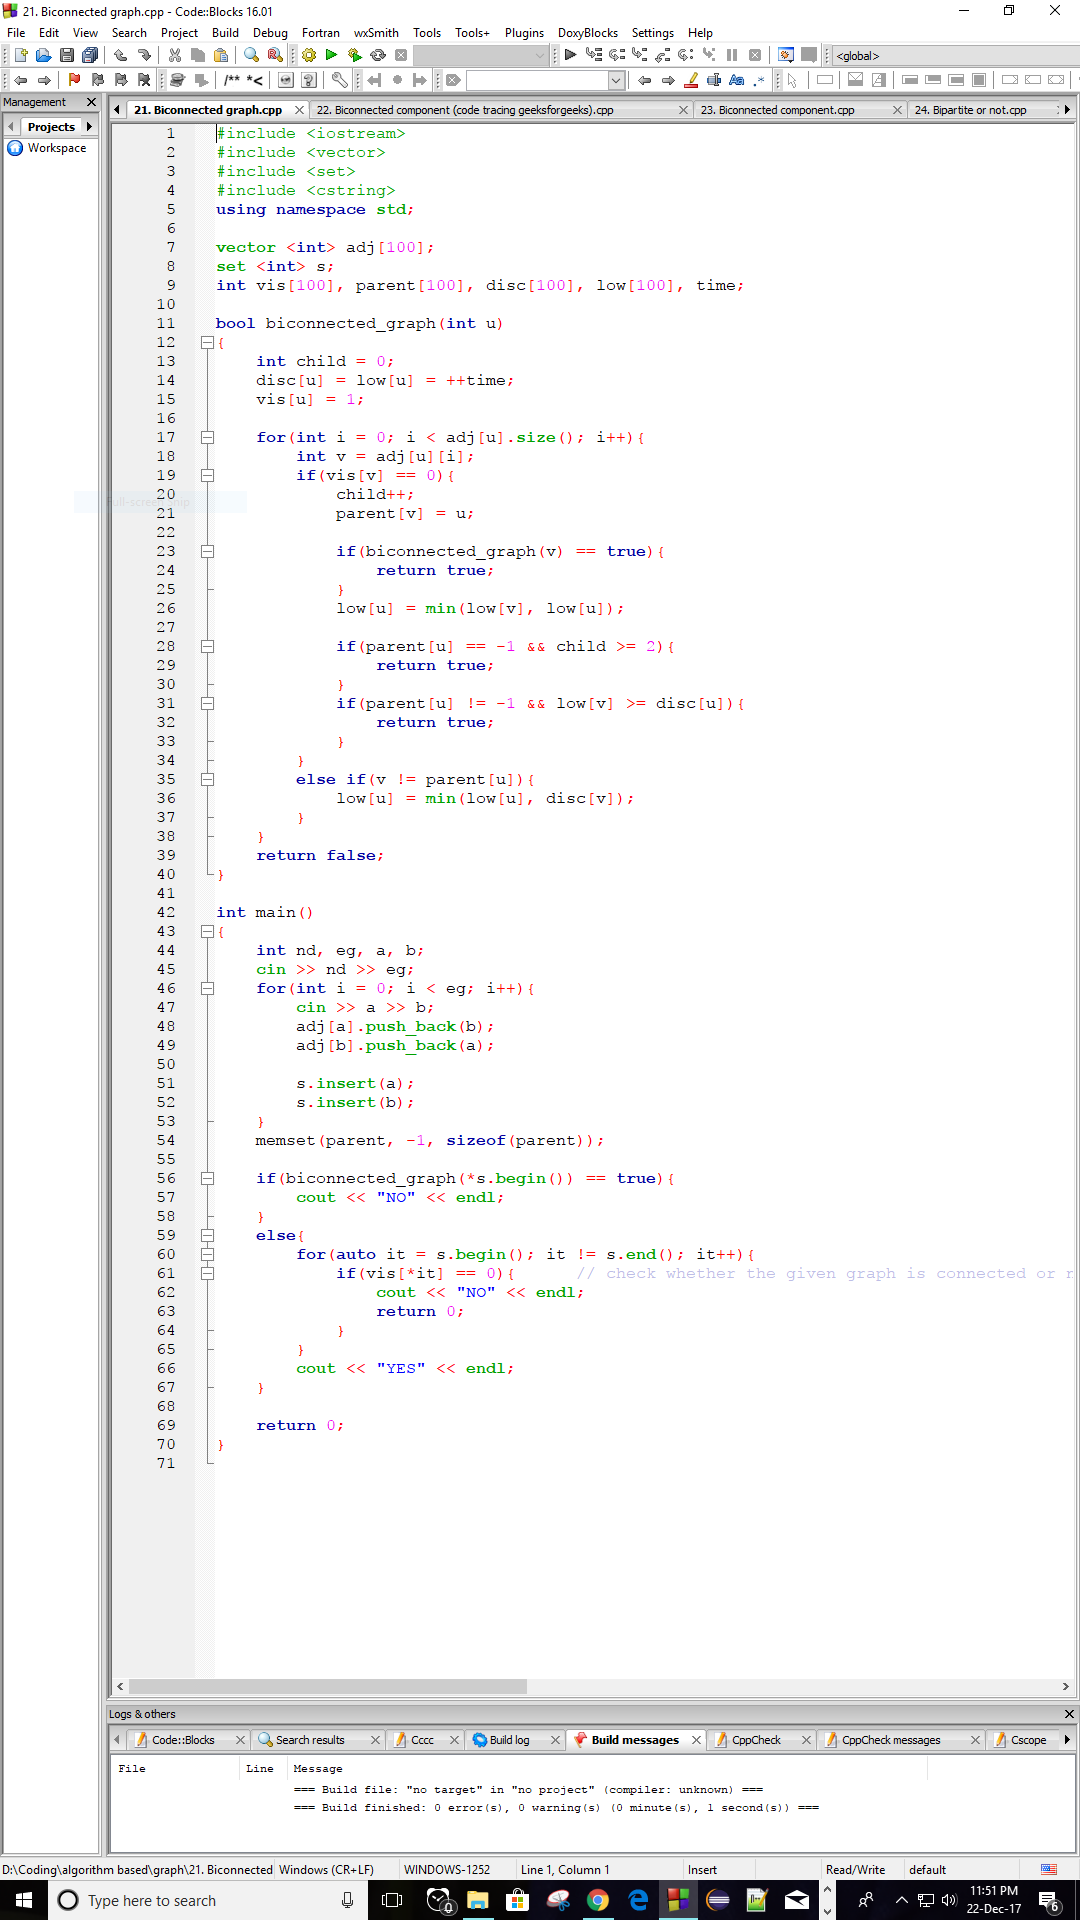 21. Biconnected graph.cpp - Code::Blocks 16.01
File Edit View Search Project Build Debug Fortran wxSmith Tools Tools+ Plugins DoxyBlocks Settings Help
<global>
/** *<
Management
21. Biconnected graph.cpp 22. Biconnected component (code tracing geeksforgeeks).cpp 23. Biconnected component.cpp 24. Bipartite or not.cpp
Projects
Workspace
1 #include <iostream>
2 #include <vector>
3 #include <set>
4 #include <cstring>
5 using namespace std;
6
7 vector <int> adj[100];
8 set <int> s;
9 int vis[100], parent[100], disc[100], low[100], time;
10
11 bool biconnected_graph(int u)
12 {
13     int child = 0;
14     disc[u] = low[u] = ++time;
15     vis[u] = 1;
16
17     for(int i = 0; i < adj[u].size(); i++){
18         int v = adj[u][i];
19         if(vis[v] == 0){
20             child++;
Full-screen Snip
21             parent[v] = u;
22
23             if(biconnected_graph(v) == true){
24                 return true;
25             }
26             low[u] = min(low[v], low[u]);
27
28             if(parent[u] == -1 && child >= 2){
29                 return true;
30             }
31             if(parent[u] != -1 && low[v] >= disc[u]){
32                 return true;
33             }
34         }
35         else if(v != parent[u]){
36             low[u] = min(low[u], disc[v]);
37         }
38     }
39     return false;
40 }
41
42 int main()
43 {
44     int nd, eg, a, b;
45     cin >> nd >> eg;
46     for(int i = 0; i < eg; i++){
47         cin >> a >> b;
48         adj[a].push_back(b);
49         adj[b].push_back(a);
50
51         s.insert(a);
52         s.insert(b);
53     }
54     memset(parent, -1, sizeof(parent));
55
56     if(biconnected_graph(*s.begin()) == true){
57         cout << "NO" << endl;
58     }
59     else{
60         for(auto it = s.begin(); it != s.end(); it++){
61             if(vis[*it] == 0){      // check whether the given graph is connected or
62                 cout << "NO" << endl;
63                 return 0;
64             }
65         }
66         cout << "YES" << endl;
67     }
68
69     return 0;
70 }
71
Logs & others
Code::Blocks Search results Cccc Build log Build messages CppCheck CppCheck messages Cscope
File Line Message
=== Build file: "no target" in "no project" (compiler: unknown) ===
=== Build finished: 0 error(s), 0 warning(s) (0 minute(s), 1 second(s)) ===
D:\Coding\algorithm based\graph\21. Biconnected Windows (CR+LF) WINDOWS-1252 Line 1, Column 1 Insert Read/Write default
Type here to search
11:51 PM
22-Dec-17
6